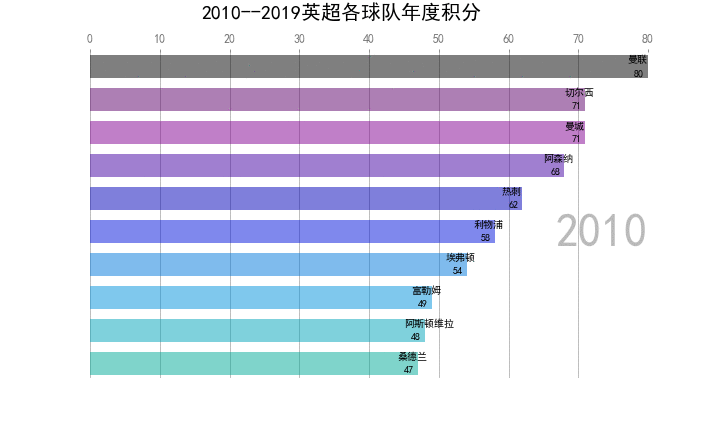 2010--2019英超各球队年度积分
0 10 20 30 40 50 60 70 80
曼联
80
切尔西
71
曼城
71
阿森纳
68
热刺
62
利物浦
58
2010
埃弗顿
54
富勒姆
49
阿斯顿维拉
48
桑德兰
47